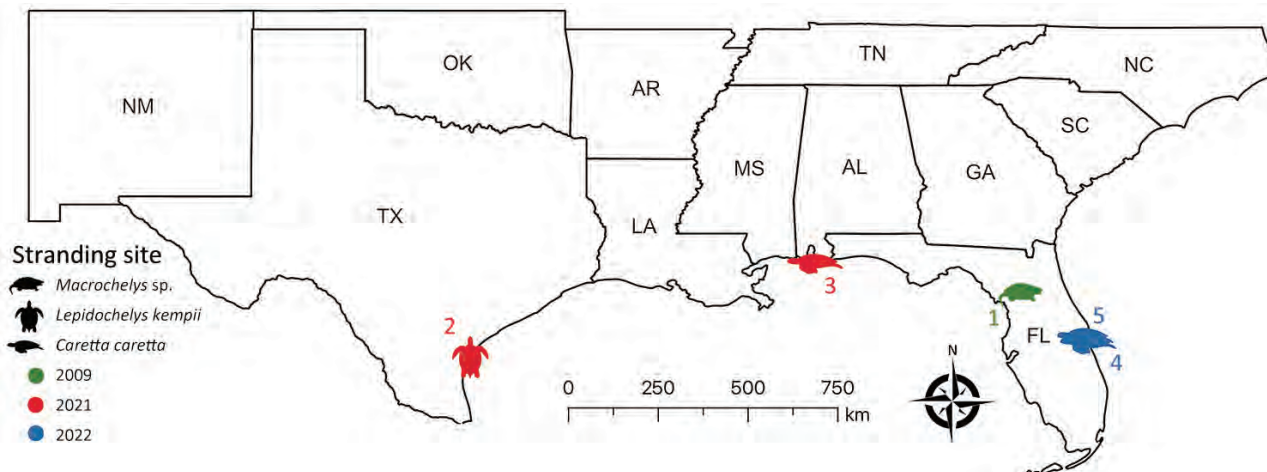 OK
TN
NC
NM
AR
SC
MS
AL
GA
TX
LA
Stranding site
Macrochelys sp.
Lepidochelys kempii
Caretta caretta
2009
2021
2022
1
2
3
4
5
FL
N
0 250 500 750
km